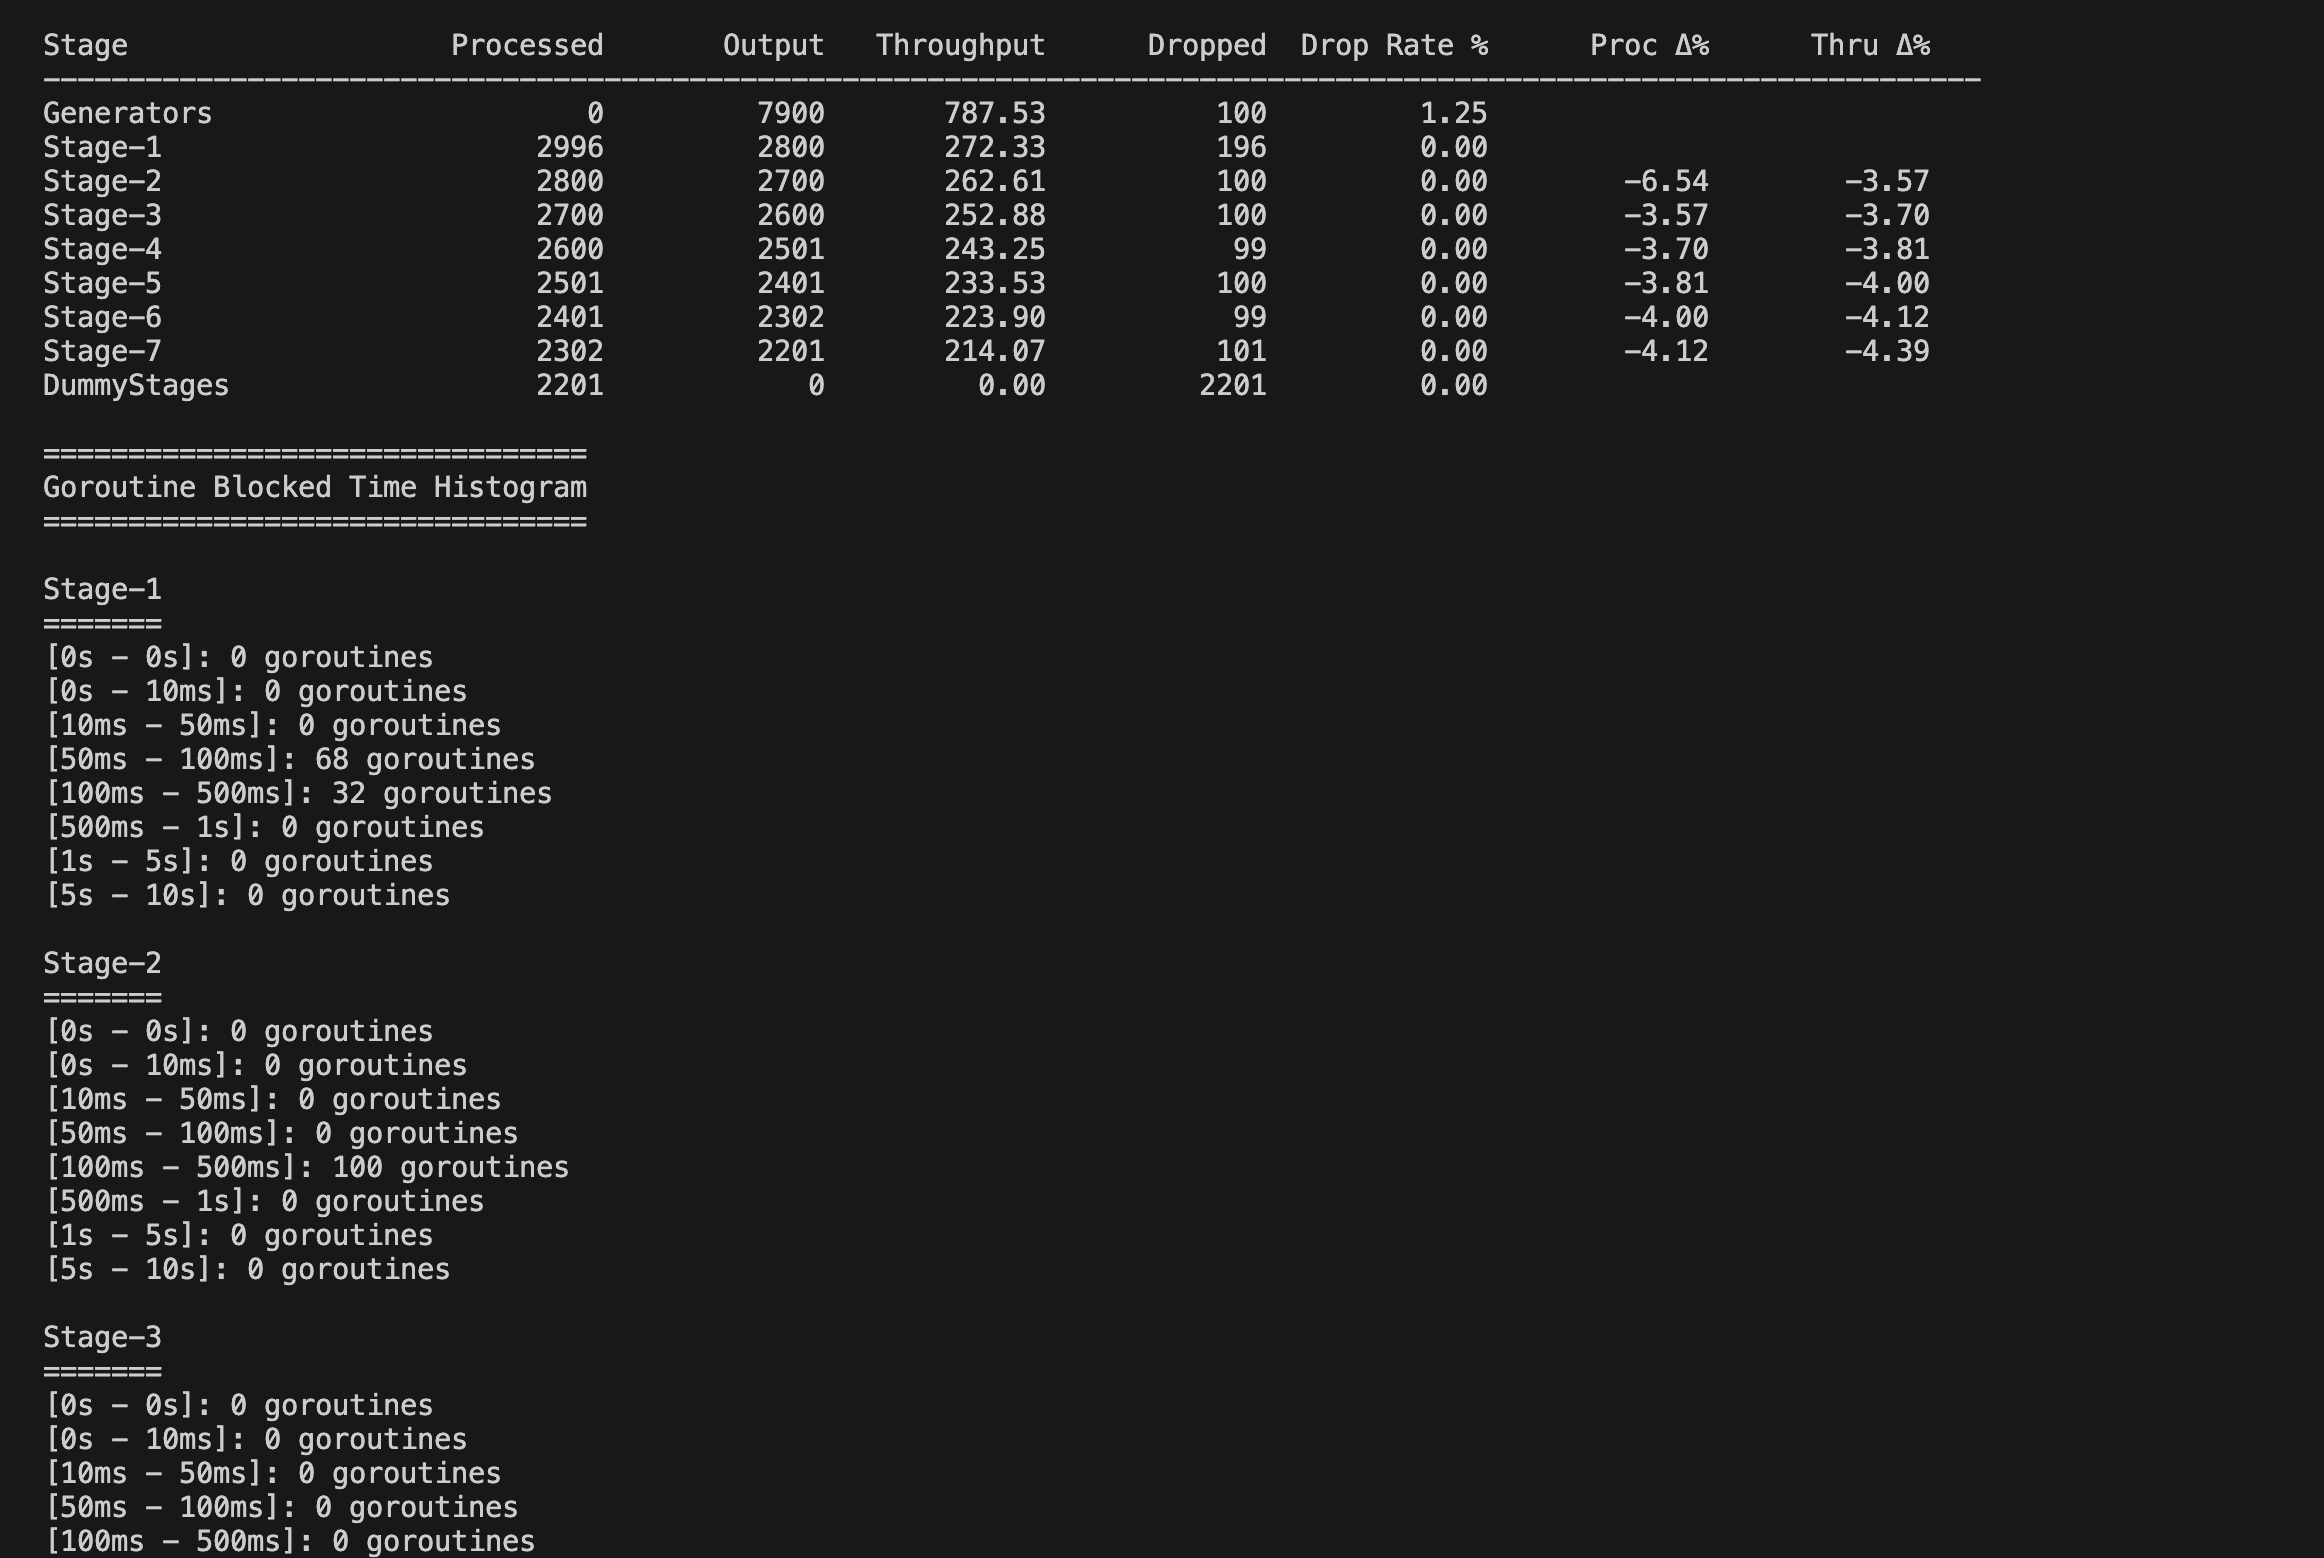 Stage Processed Output Throughput Dropped Drop Rate % Proc Δ% Thru Δ%
------------------------------------------------------------------------------------------------------------------
Generators 0 7900 787.53 100 1.25
Stage-1 2996 2800 272.33 196 0.00
Stage-2 2800 2700 262.61 100 0.00 -6.54 -3.57
Stage-3 2700 2600 252.88 100 0.00 -3.57 -3.70
Stage-4 2600 2501 243.25 99 0.00 -3.70 -3.81
Stage-5 2501 2401 233.53 100 0.00 -3.81 -4.00
Stage-6 2401 2302 223.90 99 0.00 -4.00 -4.12
Stage-7 2302 2201 214.07 101 0.00 -4.12 -4.39
DummyStages 2201 0 0.00 2201 0.00
================================
Goroutine Blocked Time Histogram
================================
Stage-1
=======
[0s - 0s]: 0 goroutines
[0s - 10ms]: 0 goroutines
[10ms - 50ms]: 0 goroutines
[50ms - 100ms]: 68 goroutines
[100ms - 500ms]: 32 goroutines
[500ms - 1s]: 0 goroutines
[1s - 5s]: 0 goroutines
[5s - 10s]: 0 goroutines
Stage-2
=======
[0s - 0s]: 0 goroutines
[0s - 10ms]: 0 goroutines
[10ms - 50ms]: 0 goroutines
[50ms - 100ms]: 0 goroutines
[100ms - 500ms]: 100 goroutines
[500ms - 1s]: 0 goroutines
[1s - 5s]: 0 goroutines
[5s - 10s]: 0 goroutines
Stage-3
=======
[0s - 0s]: 0 goroutines
[0s - 10ms]: 0 goroutines
[10ms - 50ms]: 0 goroutines
[50ms - 100ms]: 0 goroutines
[100ms - 500ms]: 0 goroutines